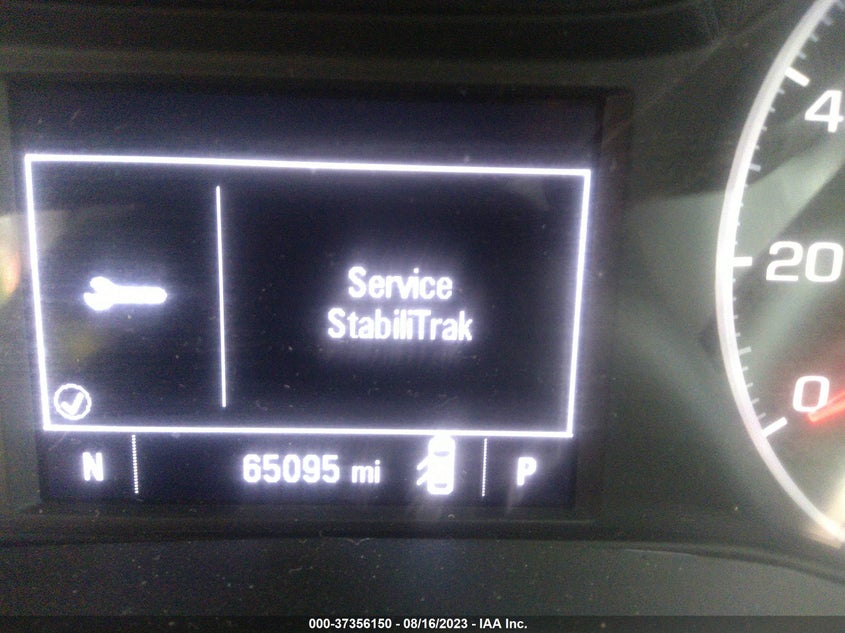 4
20
0
Service
StabiliTrak
N 65095 mi P
000-37356150 - 08/16/2023 - IAA Inc.